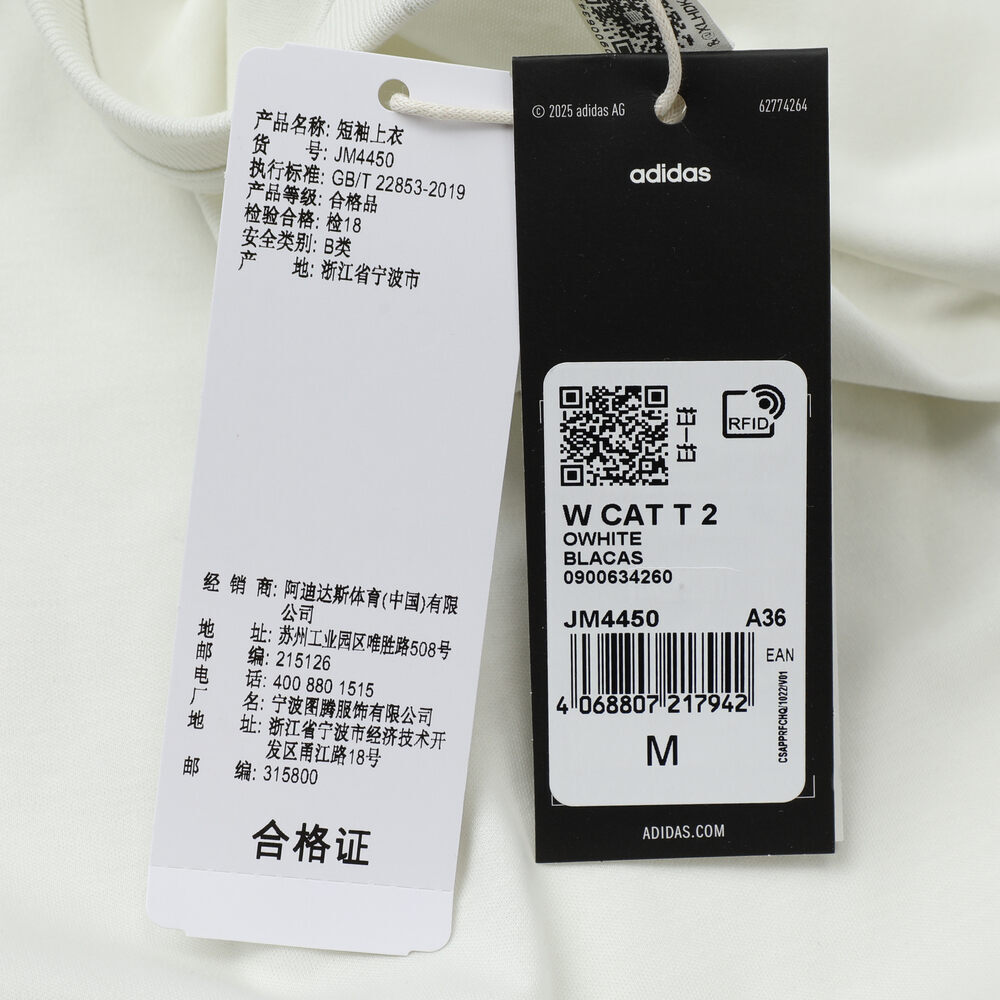 产品名称: 短袖上衣
货 号: JM4450
执行标准: GB/T 22853-2019
产品等级: 合格品
检验合格: 检18
安全类别: B类
产 地: 浙江省宁波市
经 销 商: 阿迪达斯体育(中国)有限
公司
地 址: 苏州工业园区唯胜路508号
邮 编: 215126
电 话: 400 880 1515
厂 名: 宁波图腾服饰有限公司
地 址: 浙江省宁波市经济技术开
发区甬江路18号
邮 编: 315800
合格证
© 2025 adidas AG
62774264
adidas
扫一扫
RFID
W CAT T 2
OWHITE
BLACAS
0900634260
JM4450 A36
EAN
4 068807 217942
CSAPPRFCHQ/1022/V01
M
ADIDAS.COM